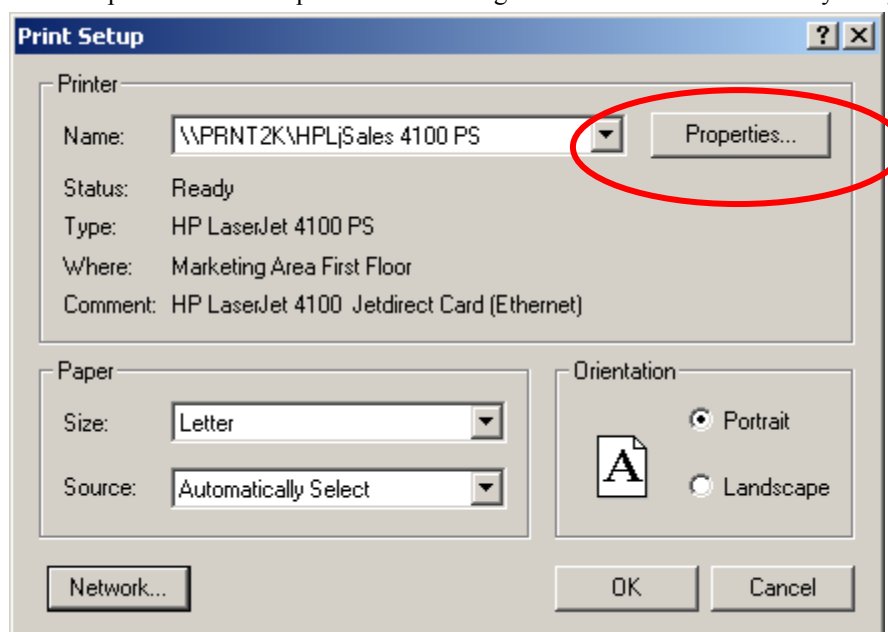 Print Setup
Printer
Name: \\PRNT2K\HPLjSales 4100 PS Properties...
Status: Ready
Type: HP LaserJet 4100 PS
Where: Marketing Area First Floor
Comment: HP LaserJet 4100 Jetdirect Card (Ethernet)
Paper
Size: Letter
Source: Automatically Select
Orientation
A
Portrait
Landscape
Network... OK Cancel